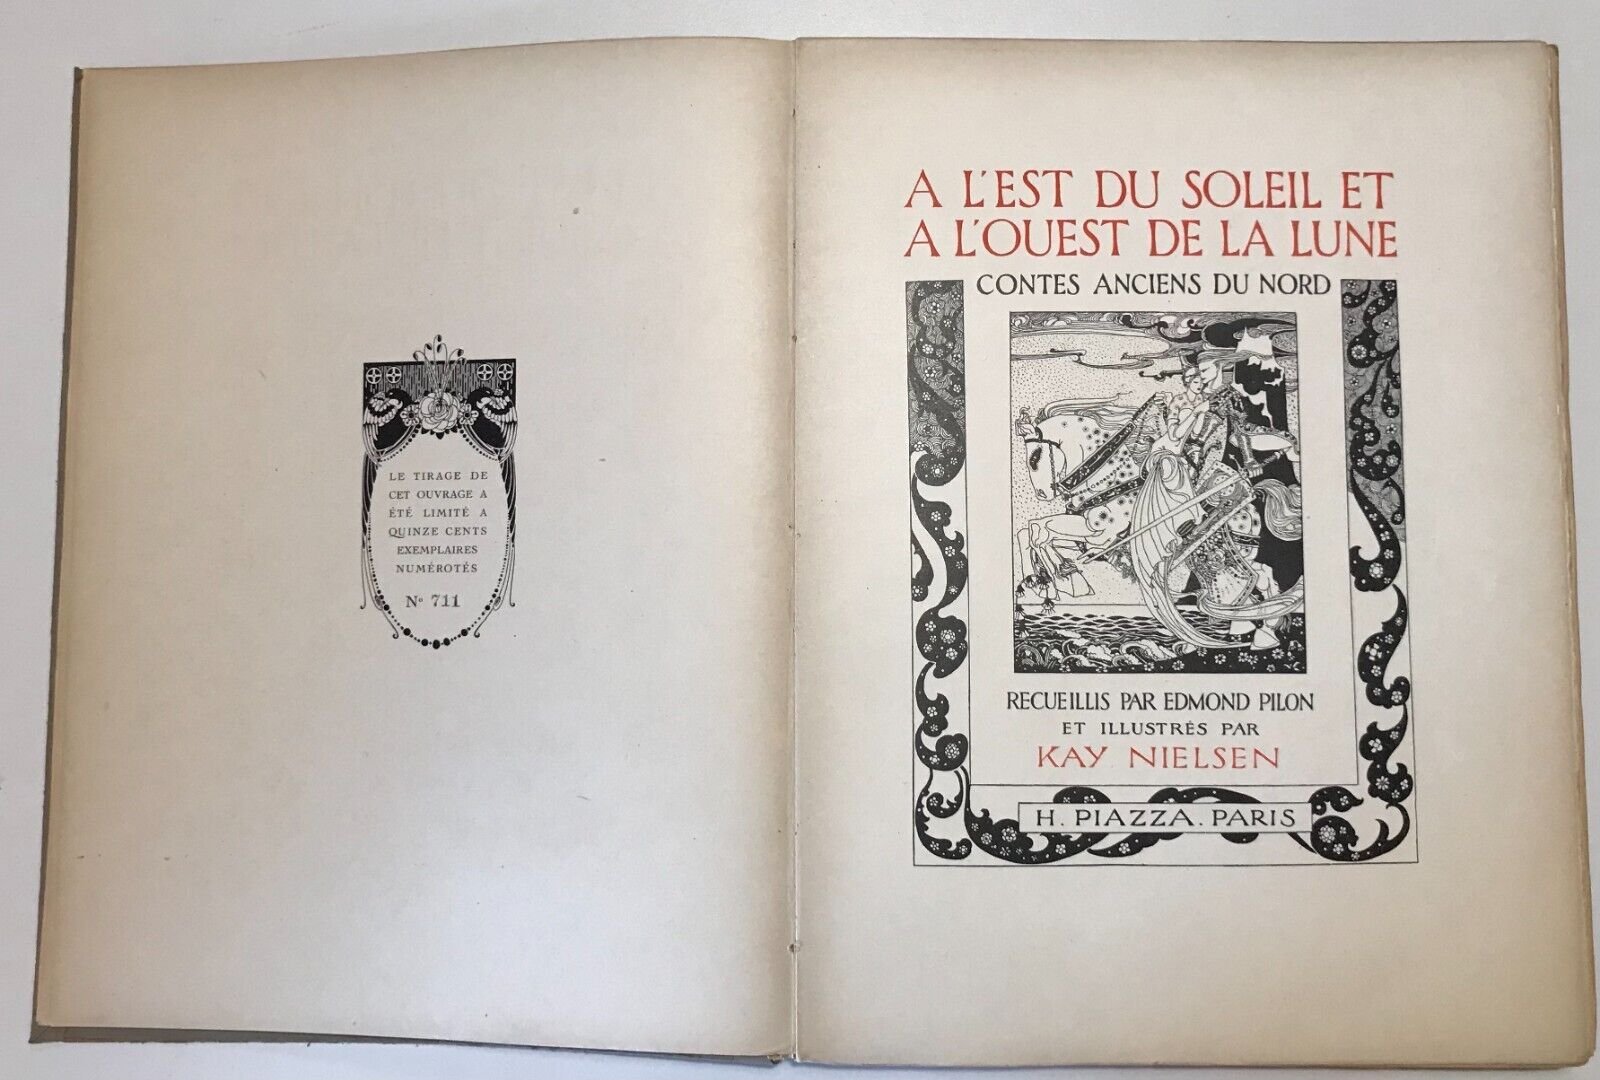 LE TIRAGE DE
CET OUVRAGE A
ÉTÉ LIMITÉ A
QUINZE CENTS
EXEMPLAIRES
NUMÉROTÉS
No 711
A L'EST DU SOLEIL ET
A L'OUEST DE LA LUNE
CONTES ANCIENS DU NORD
RECUEILLIS PAR EDMOND PILON
ET ILLUSTRÉS PAR
KAY NIELSEN
H. PIAZZA. PARIS